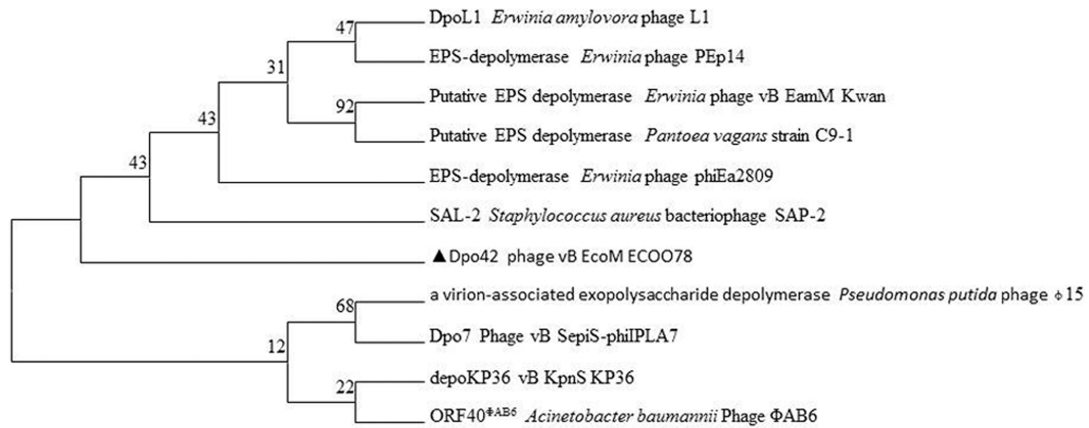 47
DpoL1 Erwinia amylovora phage L1
EPS-depolymerase Erwinia phage PEp14
31
92
Putative EPS depolymerase Erwinia phage vB EamM Kwan
Putative EPS depolymerase Pantoea vagans strain C9-1
43
EPS-depolymerase Erwinia phage phiEa2809
43
SAL-2 Staphylococcus aureus bacteriophage SAP-2
▲Dpo42 phage vB EcoM ECOO78
68
a virion-associated exopolysaccharide depolymerase Pseudomonas putida phage ϕ15
Dpo7 Phage vB SepiS-phiIPLA7
12
22
depoKP36 vB KpnS KP36
ORF40ΦAB6 Acinetobacter baumannii Phage ΦAB6